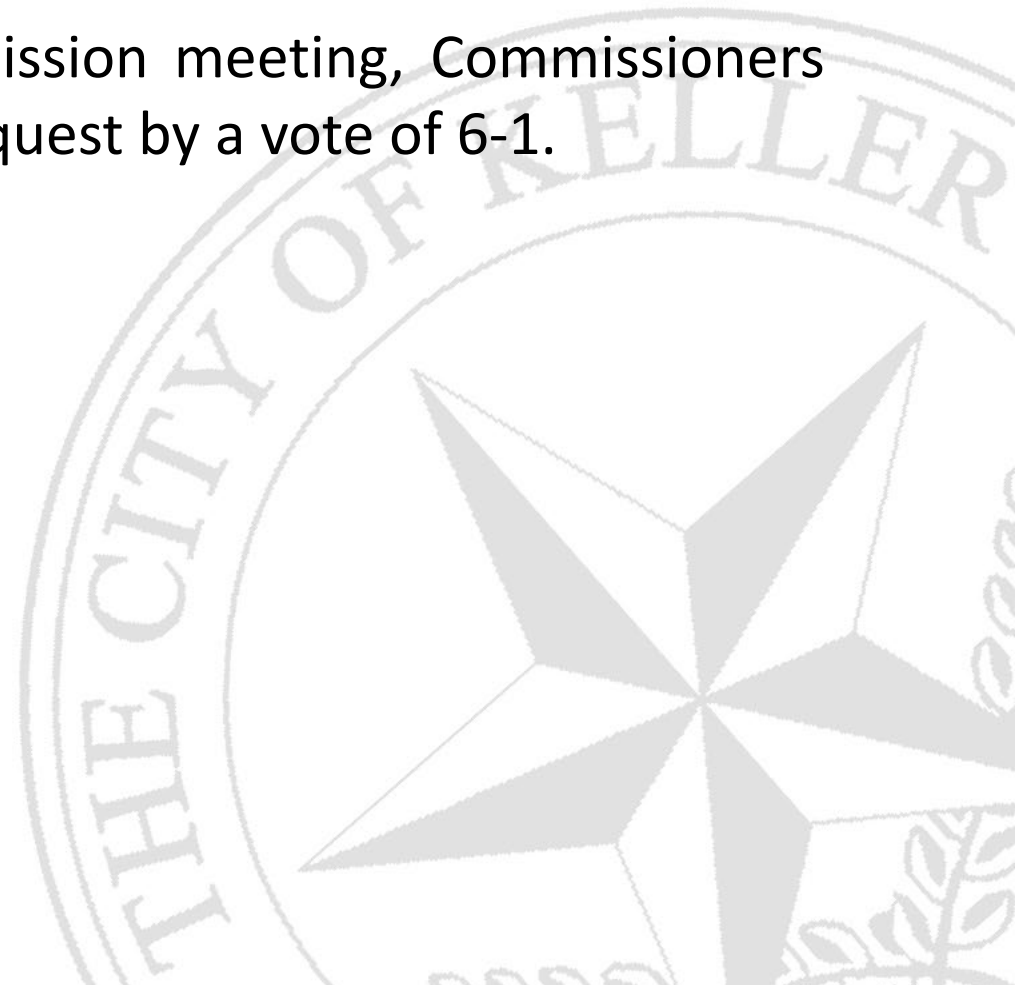 ission meeting, Commissioners
quest by a vote of 6-1.
THE CITY OF KELLER